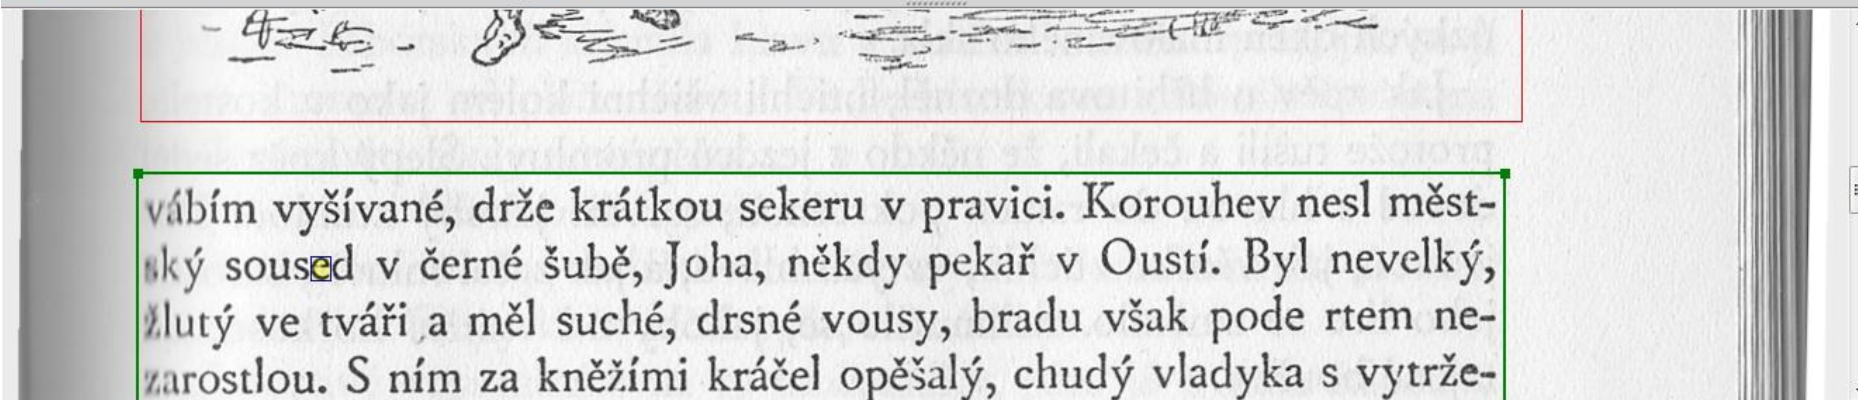 vábím vyšívané, drže krátkou sekeru v pravici. Korouhev nesl měst-
ský soused v černé šubě, Joha, někdy pekař v Oustí. Byl nevelký,
žlutý ve tváři a měl suché, drsné vousy, bradu však pode rtem ne-
zarostlou. S ním za kněžími kráčel opěšalý, chudý vladyka s vytrže-